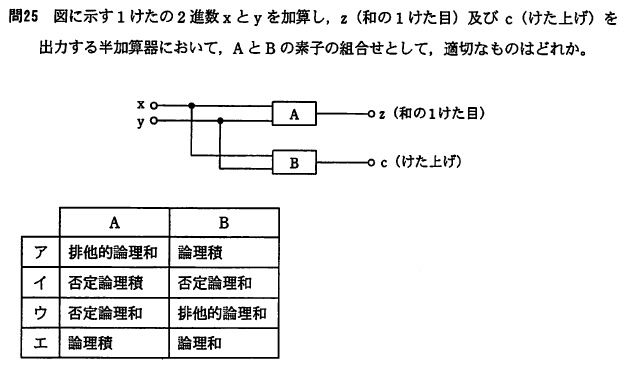 問25 図に示す1けたの2進数xとyを加算し，z（和の1けた目）及びc（けた上げ）を
出力する半加算器において，AとBの素子の組合せとして，適切なものはどれか。
x A z（和の1けた目）
y
B c（けた上げ）
A B
ア 排他的論理和 論理積
イ 否定論理積 否定論理和
ウ 否定論理和 排他的論理和
エ 論理積 論理和